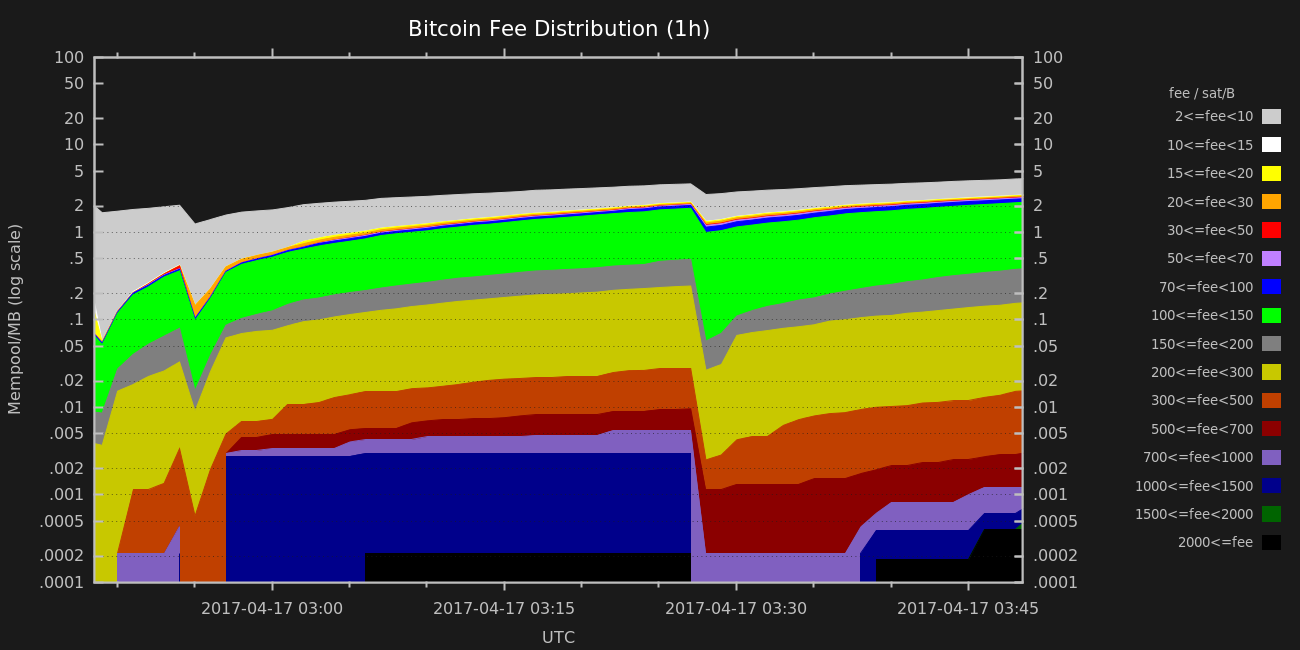 Bitcoin Fee Distribution (1h)
100
50
20
10
5
2
1
.5
.2
.1
.05
.02
.01
.005
.002
.001
.0005
.0002
.0001
Mempool/MB (log scale)
100
50
20
10
5
2
1
.5
.2
.1
.05
.02
.01
.005
.002
.001
.0005
.0002
.0001
2017-04-17 03:00
2017-04-17 03:15
2017-04-17 03:30
2017-04-17 03:45
UTC
fee / sat/B
2<=fee<10
10<=fee<15
15<=fee<20
20<=fee<30
30<=fee<50
50<=fee<70
70<=fee<100
100<=fee<150
150<=fee<200
200<=fee<300
300<=fee<500
500<=fee<700
700<=fee<1000
1000<=fee<1500
1500<=fee<2000
2000<=fee